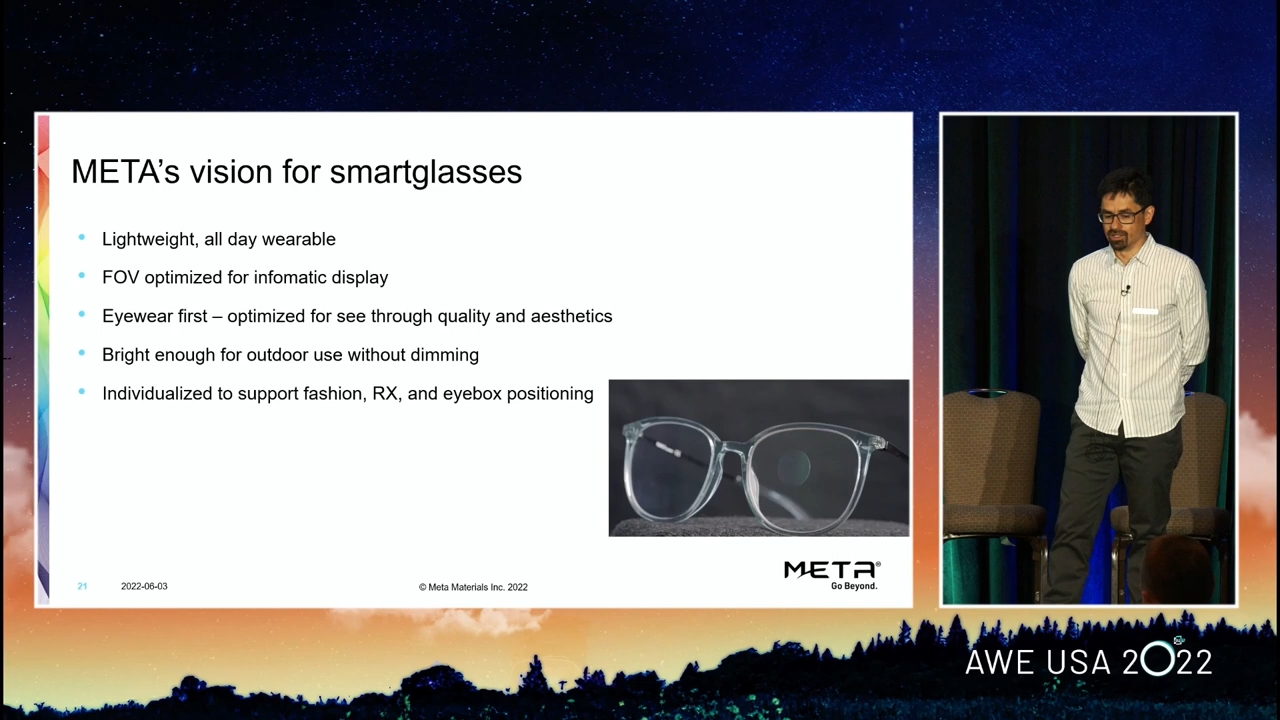 META's vision for smartglasses
• Lightweight, all day wearable
• FOV optimized for infomatic display
• Eyewear first – optimized for see through quality and aesthetics
• Bright enough for outdoor use without dimming
• Individualized to support fashion, RX, and eyebox positioning
21 2022-06-03 © Meta Materials Inc. 2022
META®
Go Beyond.
AWE USA 2022